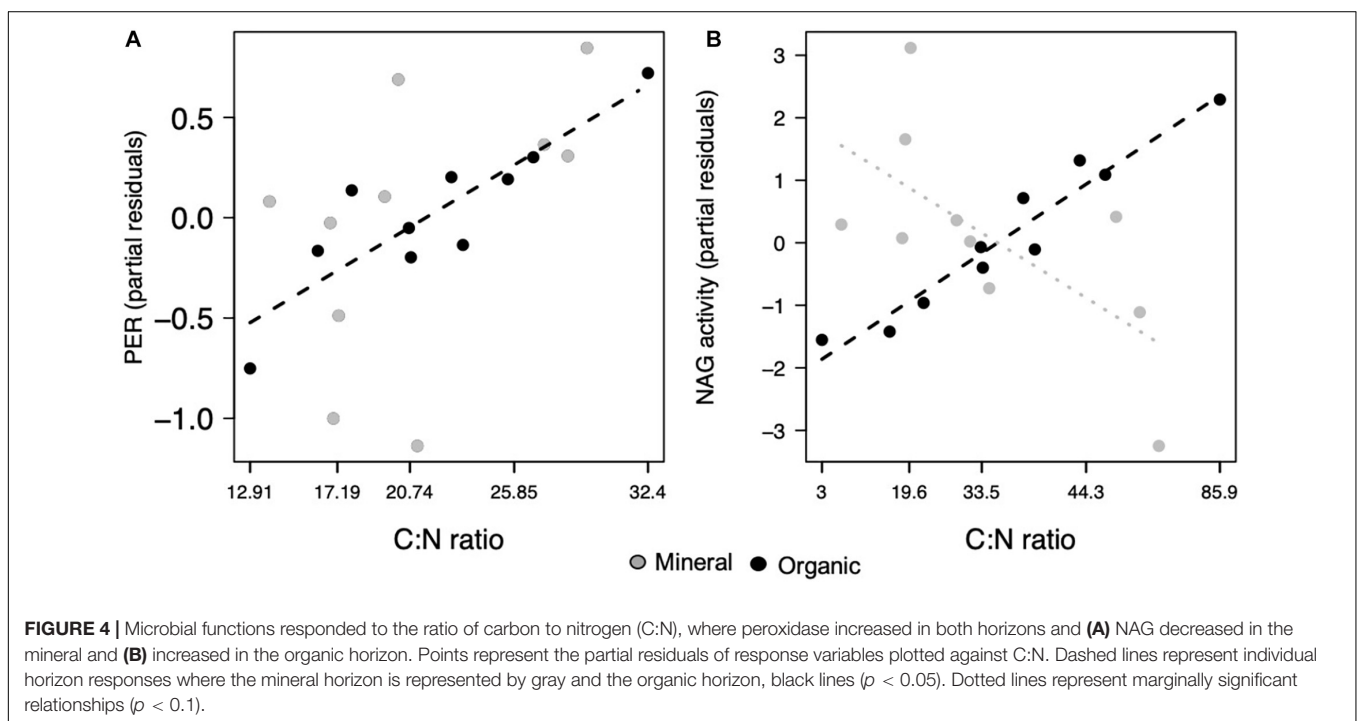 A
PER (partial residuals)
0.5
0.0
−0.5
−1.0
12.91 17.19 20.74 25.85 32.4
C:N ratio
B
NAG activity (partial residuals)
3
2
1
0
−1
−2
−3
3 19.6 33.5 44.3 85.9
C:N ratio
Mineral Organic
FIGURE 4 | Microbial functions responded to the ratio of carbon to nitrogen (C:N), where peroxidase increased in both horizons and (A) NAG decreased in the
mineral and (B) increased in the organic horizon. Points represent the partial residuals of response variables plotted against C:N. Dashed lines represent individual
horizon responses where the mineral horizon is represented by gray and the organic horizon, black lines (p < 0.05). Dotted lines represent marginally significant
relationships (p < 0.1).